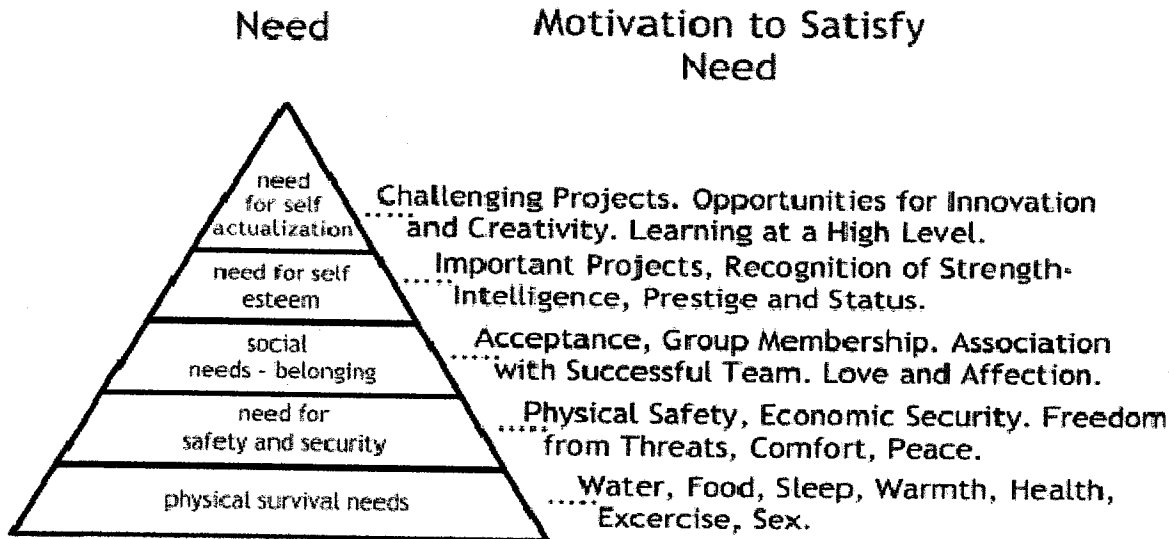 Need
Motivation to Satisfy
Need
need
for self
actualization
Challenging Projects. Opportunities for Innovation
and Creativity. Learning at a High Level.
need for self
esteem
Important Projects, Recognition of Strength-
Intelligence, Prestige and Status.
social
needs - belonging
Acceptance, Group Membership. Association
with Successful Team. Love and Affection.
need for
safety and security
Physical Safety, Economic Security. Freedom
from Threats, Comfort, Peace.
physical survival needs
Water, Food, Sleep, Warmth, Health,
Excercise, Sex.